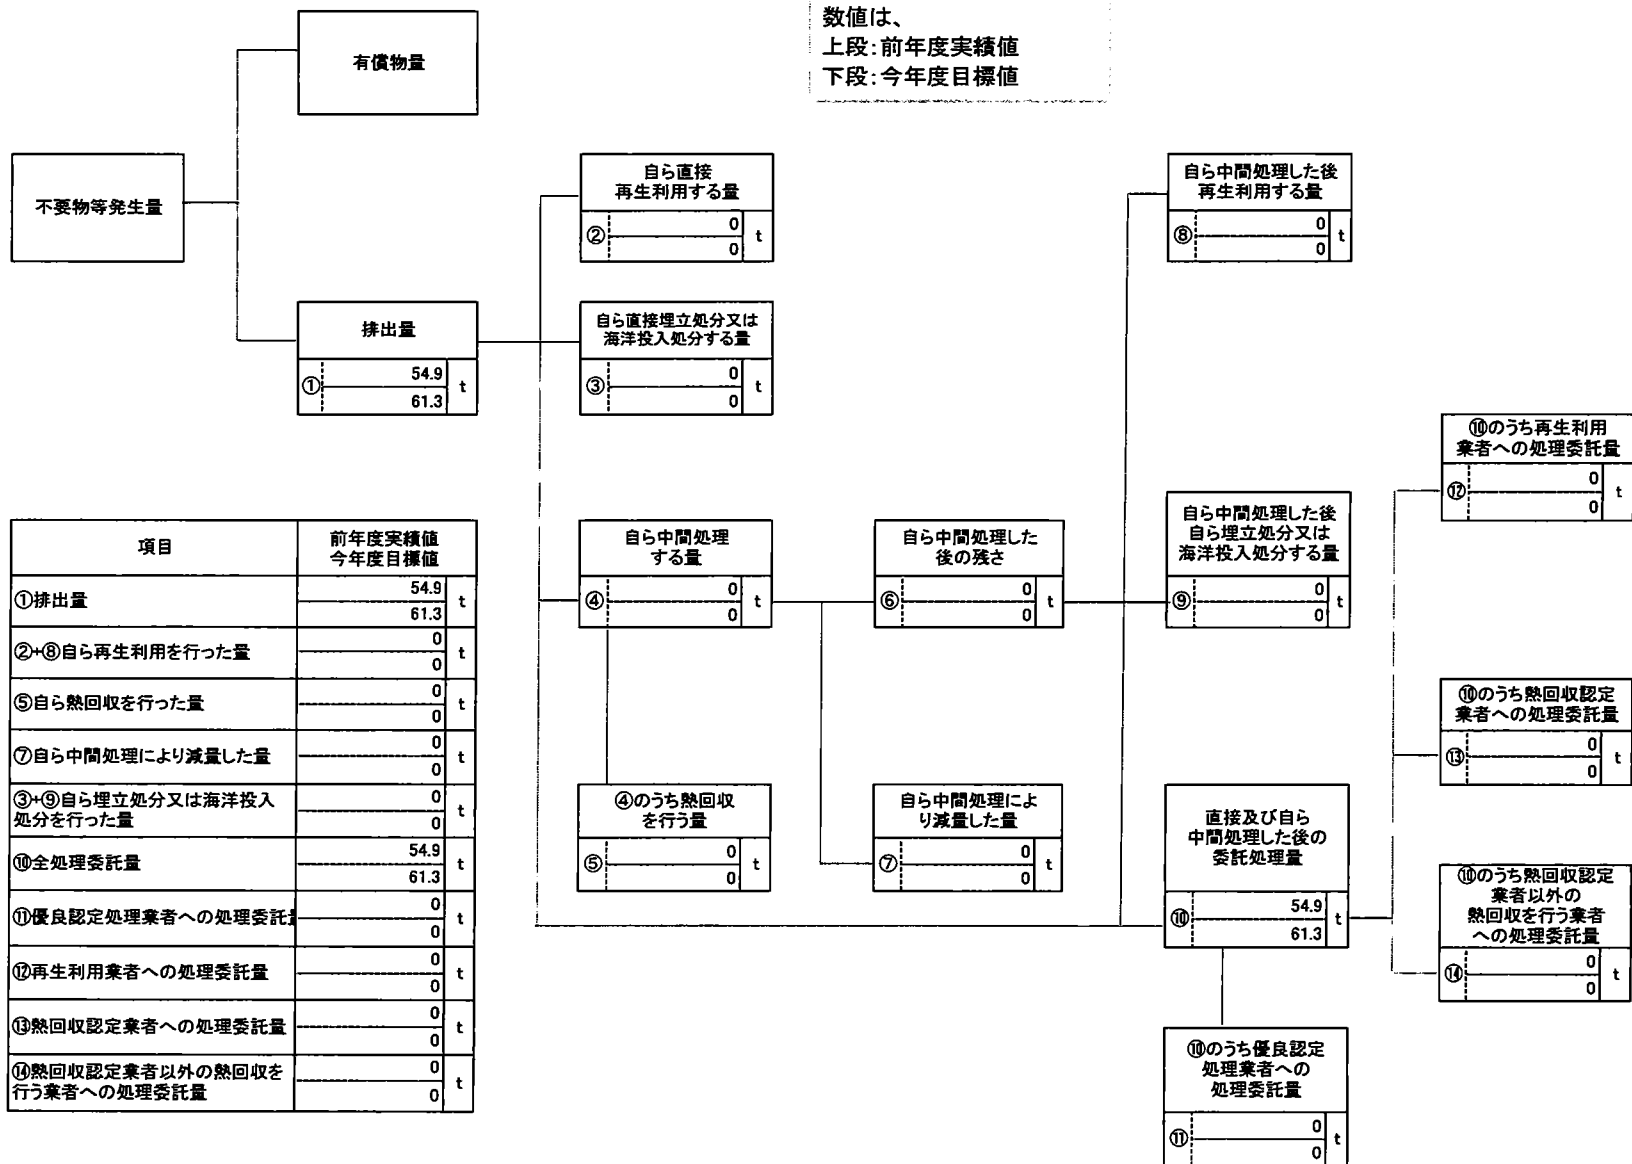 数値は、
上段:前年度実績値
下段:今年度目標値
有償物量
不要物等発生量
排出量
①
54.9
61.3
t
自ら直接
再生利用する量
②
0
0
t
自ら直接埋立処分又は
海洋投入処分する量
③
0
0
t
自ら中間処理した後
再生利用する量
⑧
0
0
t
自ら中間処理
する量
④
0
0
t
自ら中間処理した
後の残さ
⑥
0
0
t
自ら中間処理した後
自ら埋立処分又は
海洋投入処分する量
⑨
0
0
t
④のうち熱回収
を行う量
⑤
0
0
t
自ら中間処理によ
り減量した量
⑦
0
0
t
直接及び自ら
中間処理した後の
委託処理量
⑩
54.9
61.3
t
⑩のうち優良認定
処理業者への
処理委託量
⑪
0
0
t
⑩のうち再生利用
業者への処理委託量
⑫
0
0
t
⑩のうち熱回収認定
業者への処理委託量
⑬
0
0
t
⑩のうち熱回収認定
業者以外の
熱回収を行う業者
への処理委託量
⑭
0
0
t
項目
前年度実績値
今年度目標値
①排出量
54.9
61.3
t
②+⑧自ら再生利用を行った量
0
0
t
⑤自ら熱回収を行った量
0
0
t
⑦自ら中間処理により減量した量
0
0
t
③+⑨自ら埋立処分又は海洋投入
処分を行った量
0
0
t
⑩全処理委託量
54.9
61.3
t
⑪優良認定処理業者への処理委託
0
0
t
⑫再生利用業者への処理委託量
0
0
t
⑬熱回収認定業者への処理委託量
0
0
t
⑭熱回収認定業者以外の熱回収を
行う業者への処理委託量
0
0
t